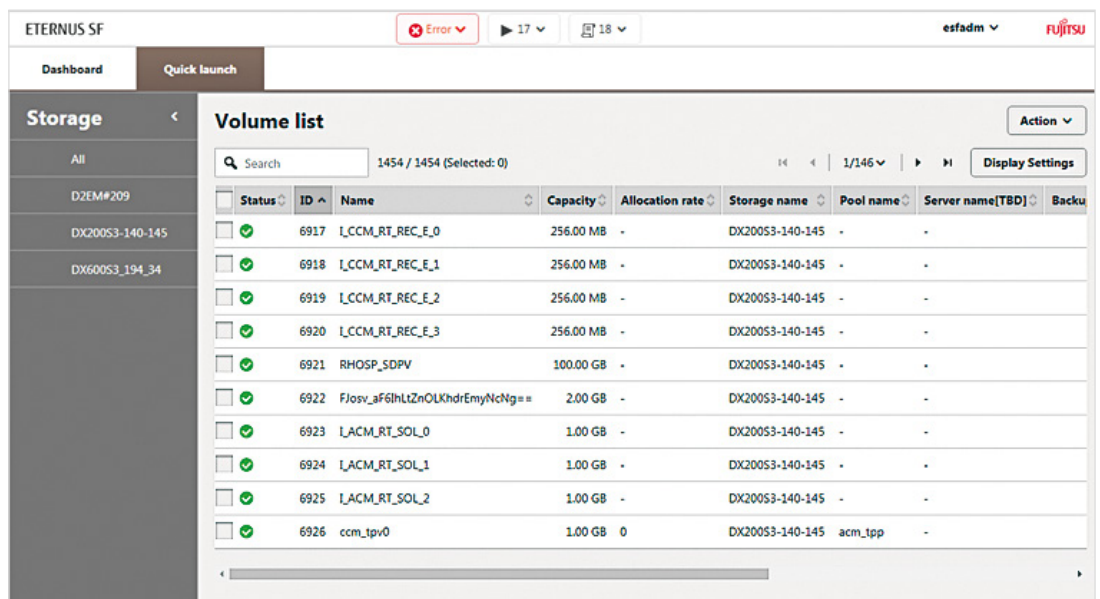 ETERNUS SF Error 17 18 esfadm FUJITSU
Dashboard Quick launch
Storage
All
D2EM#209
DX200S3-140-145
DX600S3_194_34
Volume list Action
Search 1454 / 1454 (Selected: 0) 1/146 Display Settings
Status ID Name Capacity Allocation rate Storage name Pool name Server name[TBD] Backu
6917 I_CCM_RT_REC_E_0 256.00 MB - DX200S3-140-145 - -
6918 I_CCM_RT_REC_E_1 256.00 MB - DX200S3-140-145 - -
6919 I_CCM_RT_REC_E_2 256.00 MB - DX200S3-140-145 - -
6920 I_CCM_RT_REC_E_3 256.00 MB - DX200S3-140-145 - -
6921 RHOSP_SDPV 100.00 GB - DX200S3-140-145 - -
6922 FJosv_aF6IhLtZnOLKhdrEmyNcNg== 2.00 GB - DX200S3-140-145 - -
6923 I_ACM_RT_SOL_0 1.00 GB - DX200S3-140-145 - -
6924 I_ACM_RT_SOL_1 1.00 GB - DX200S3-140-145 - -
6925 I_ACM_RT_SOL_2 1.00 GB - DX200S3-140-145 - -
6926 ccm_tpv0 1.00 GB 0 DX200S3-140-145 acm_tpp -